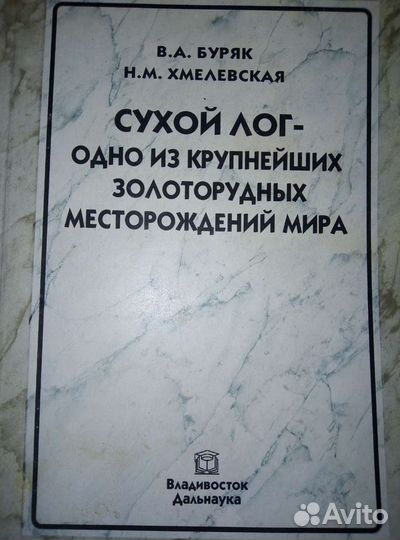 В.А. БУРЯК
Н.М. ХМЕЛЕВСКАЯ
СУХОЙ ЛОГ-
ОДНО ИЗ КРУПНЕЙШИХ
ЗОЛОТОРУДНЫХ
МЕСТОРОЖДЕНИЙ МИРА
Владивосток
Дальнаука
Avito